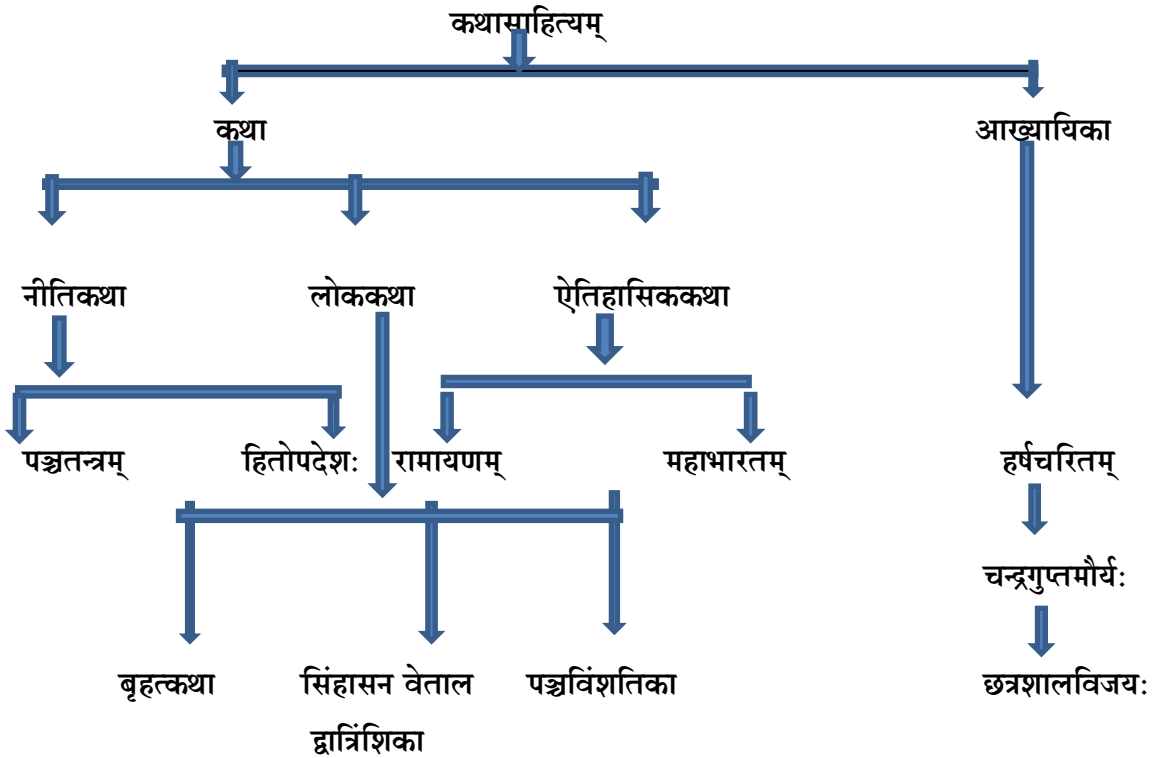 कथासाहित्यम्
कथा आख्यायिका
नीतिकथा लोककथा ऐतिहासिककथा
पञ्चतन्त्रम् हितोपदेशः रामायणम् महाभारतम् हर्षचरितम्
चन्द्रगुप्तमौर्यः
बृहत्कथा सिंहासन वेताल पञ्चविंशतिका छत्रशालविजयः
द्वात्रिंशिका